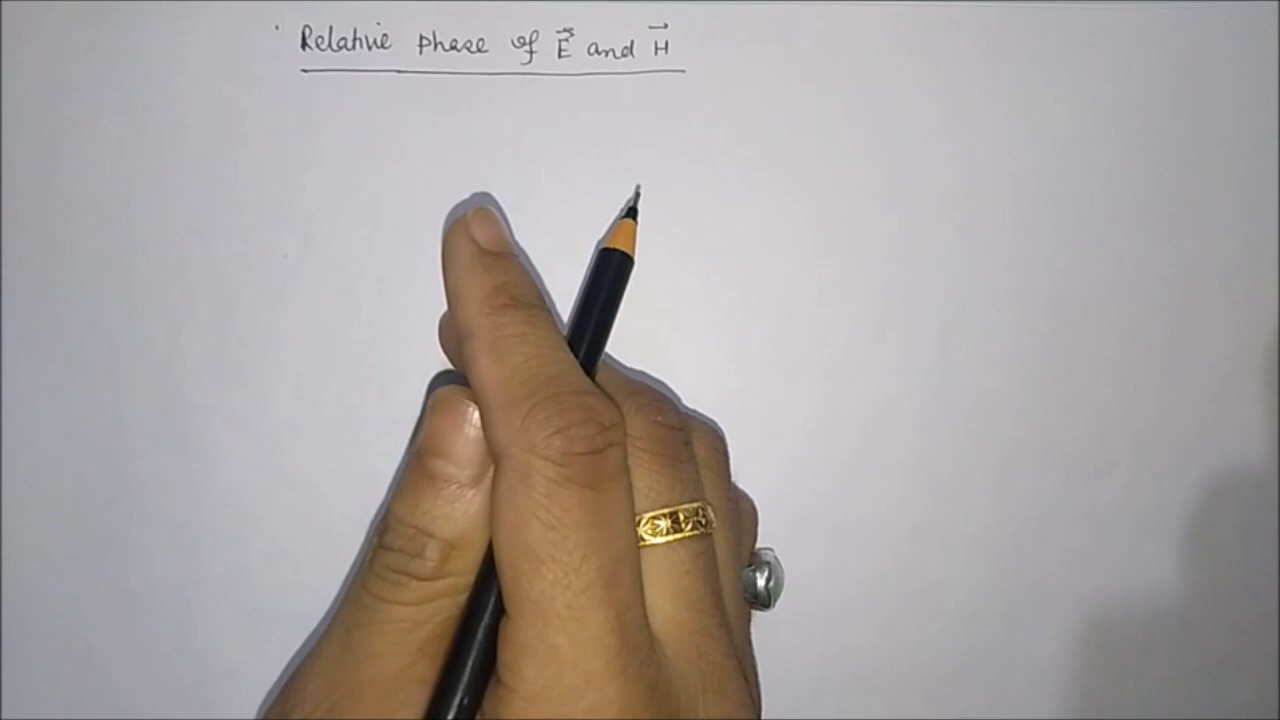 Relative phase of E⃗ and H⃗